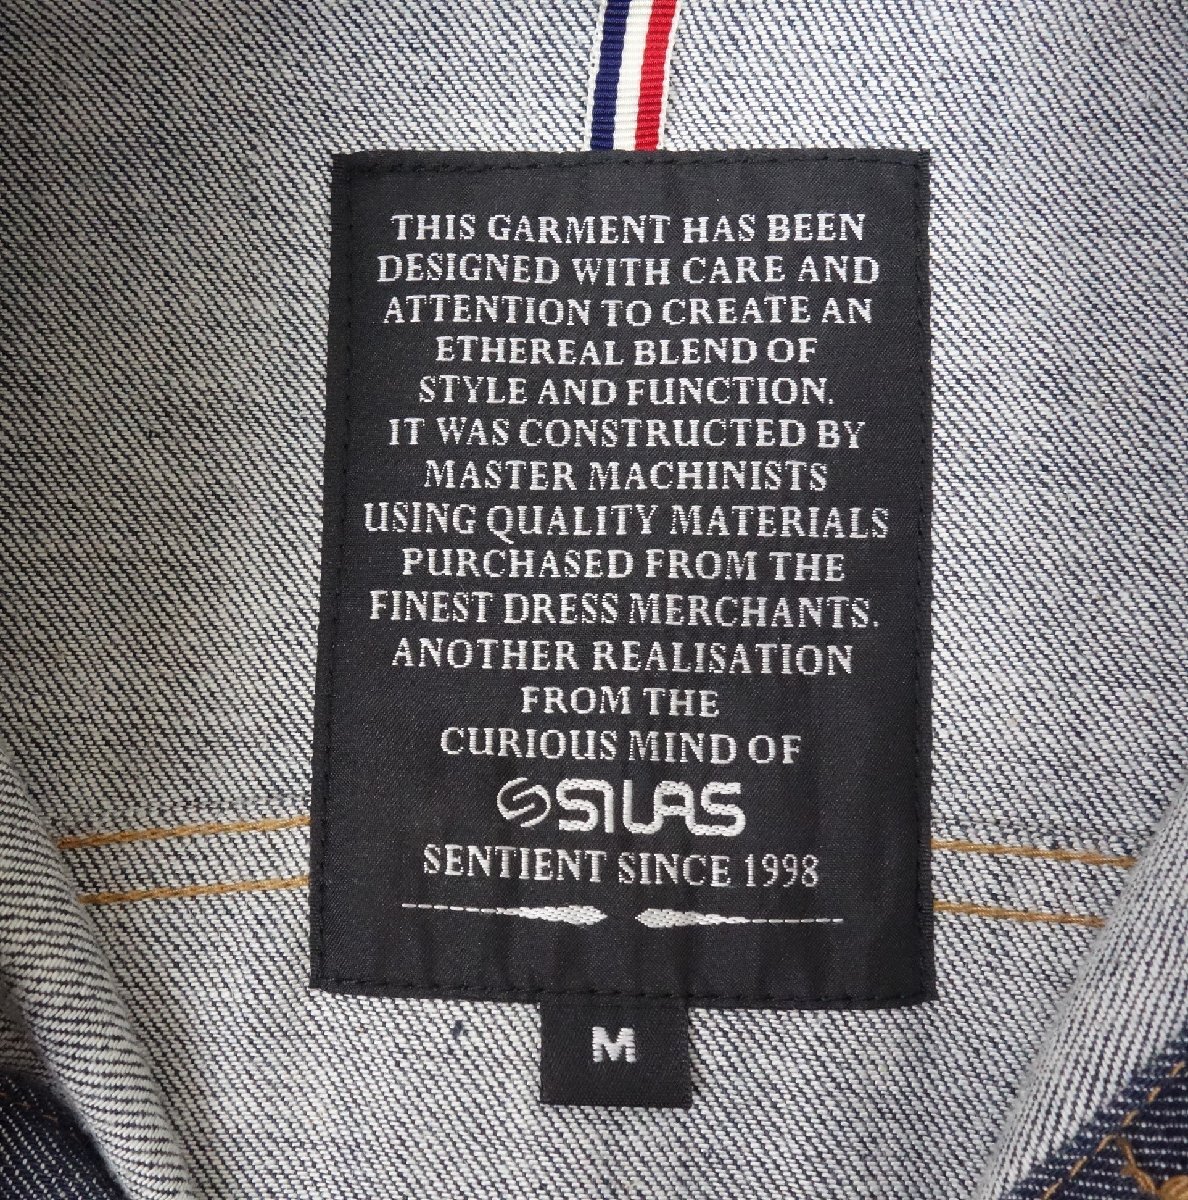 THIS GARMENT HAS BEEN
DESIGNED WITH CARE AND
ATTENTION TO CREATE AN
ETHEREAL BLEND OF
STYLE AND FUNCTION.
IT WAS CONSTRUCTED BY
MASTER MACHINISTS
USING QUALITY MATERIALS
PURCHASED FROM THE
FINEST DRESS MERCHANTS.
ANOTHER REALISATION
FROM THE
CURIOUS MIND OF
SILAS
SENTIENT SINCE 1998
M